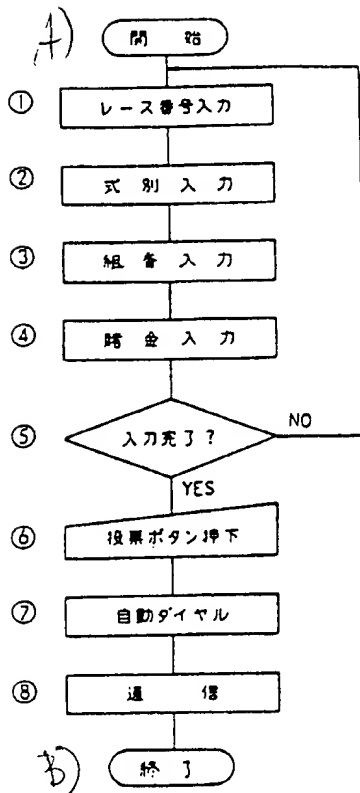 A) 開始
① レース番号入力
② 式別入力
③ 組番入力
④ 賭金入力
⑤ 入力完了? NO
YES
⑥ 投票ボタン押下
⑦ 自動ダイヤル
⑧ 通信
B) 終了